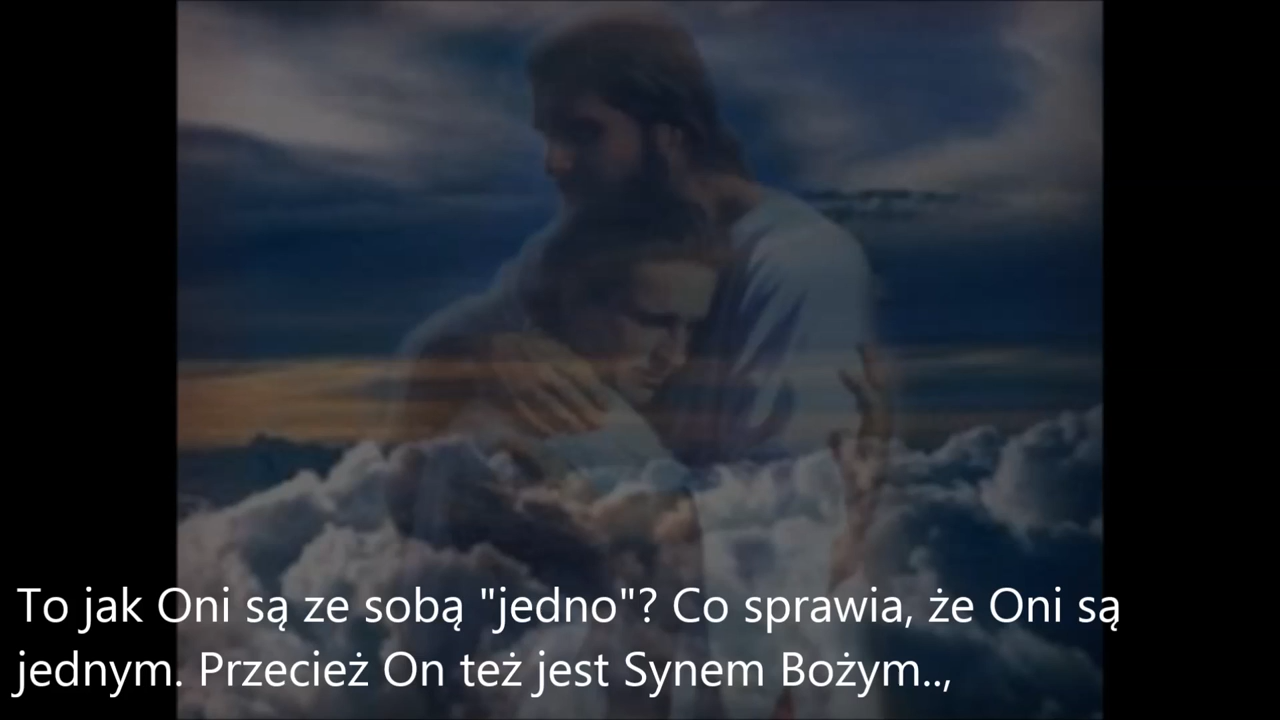 To jak Oni są ze sobą "jedno"? Co sprawia, że Oni są
jednym. Przecież On też jest Synem Bożym..,